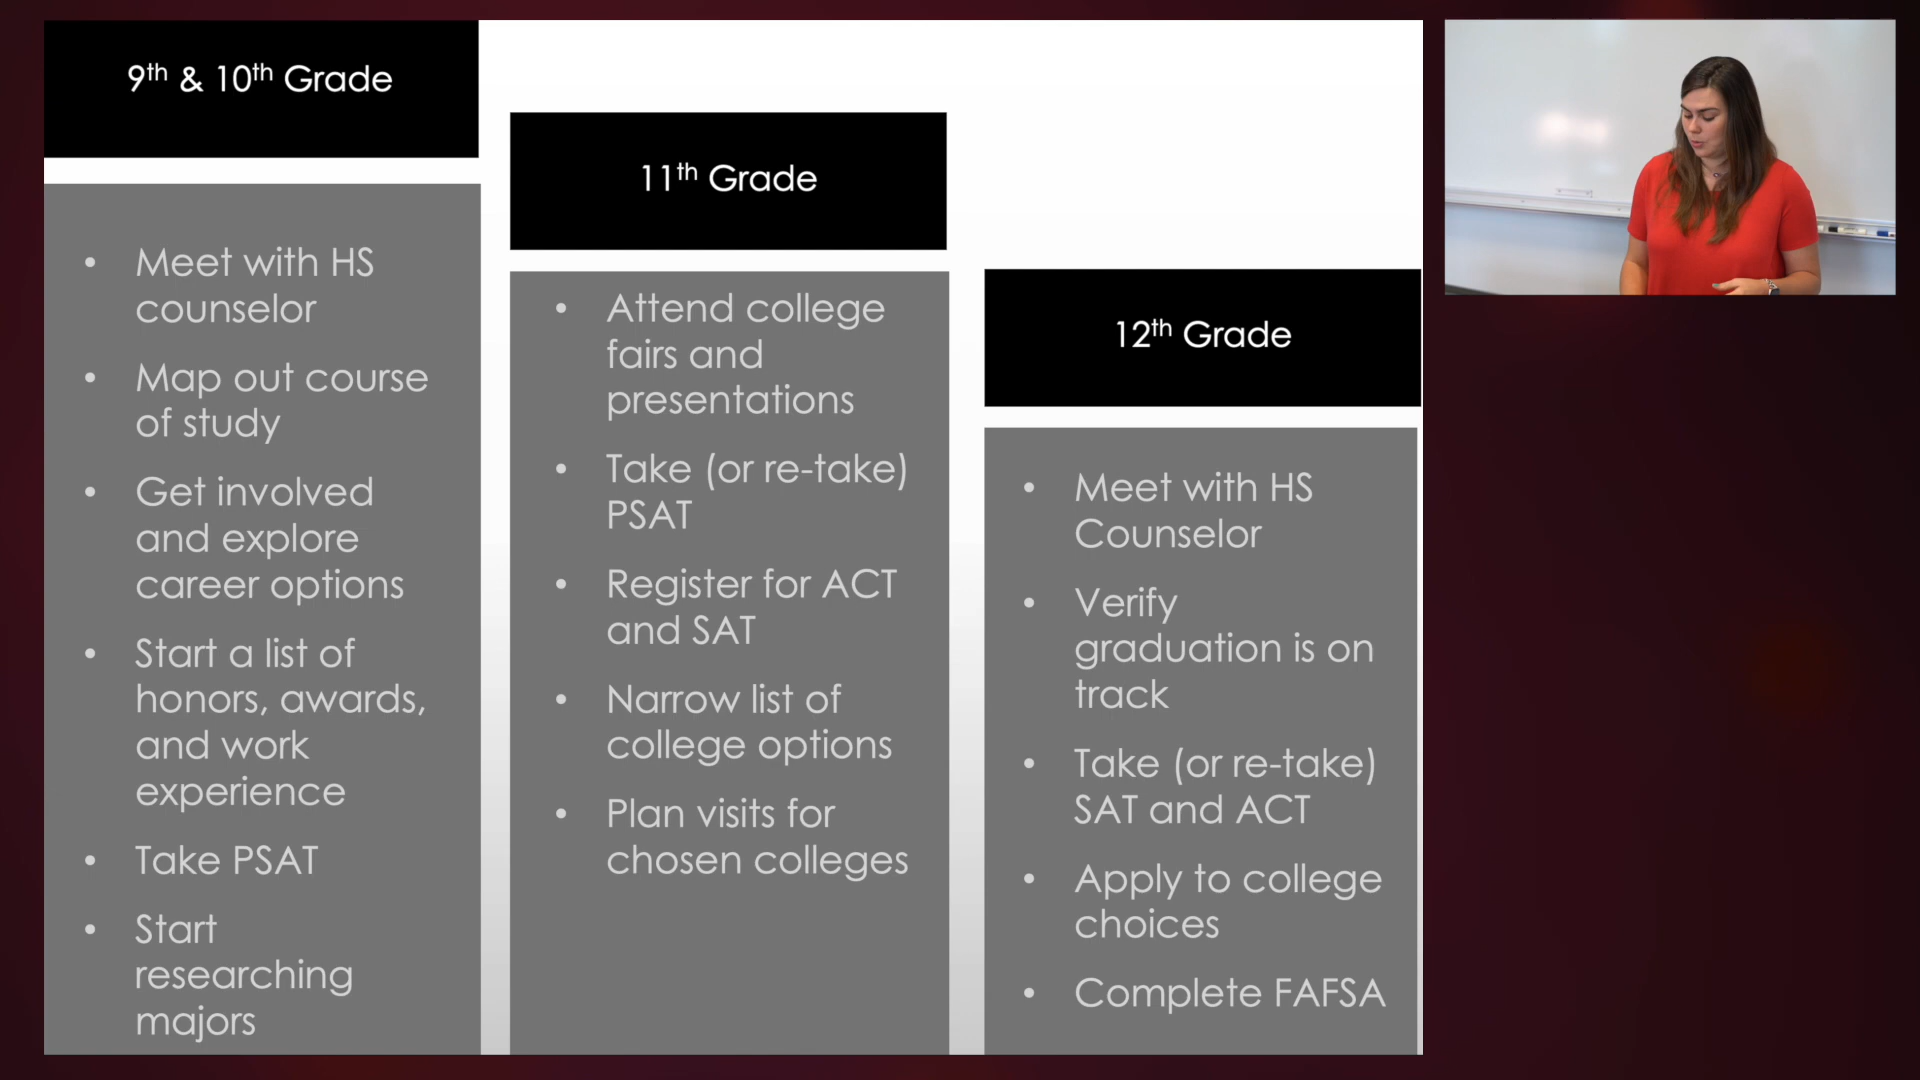 9th & 10th Grade
Meet with HS
counselor
Map out course
of study
Get involved
and explore
career options
Start a list of
honors, awards,
and work
experience
Take PSAT
Start
researching
majors
11th Grade
Attend college
fairs and
presentations
Take (or re-take)
PSAT
Register for ACT
and SAT
Narrow list of
college options
Plan visits for
chosen colleges
12th Grade
Meet with HS
Counselor
Verify
graduation is on
track
Take (or re-take)
SAT and ACT
Apply to college
choices
Complete FAFSA